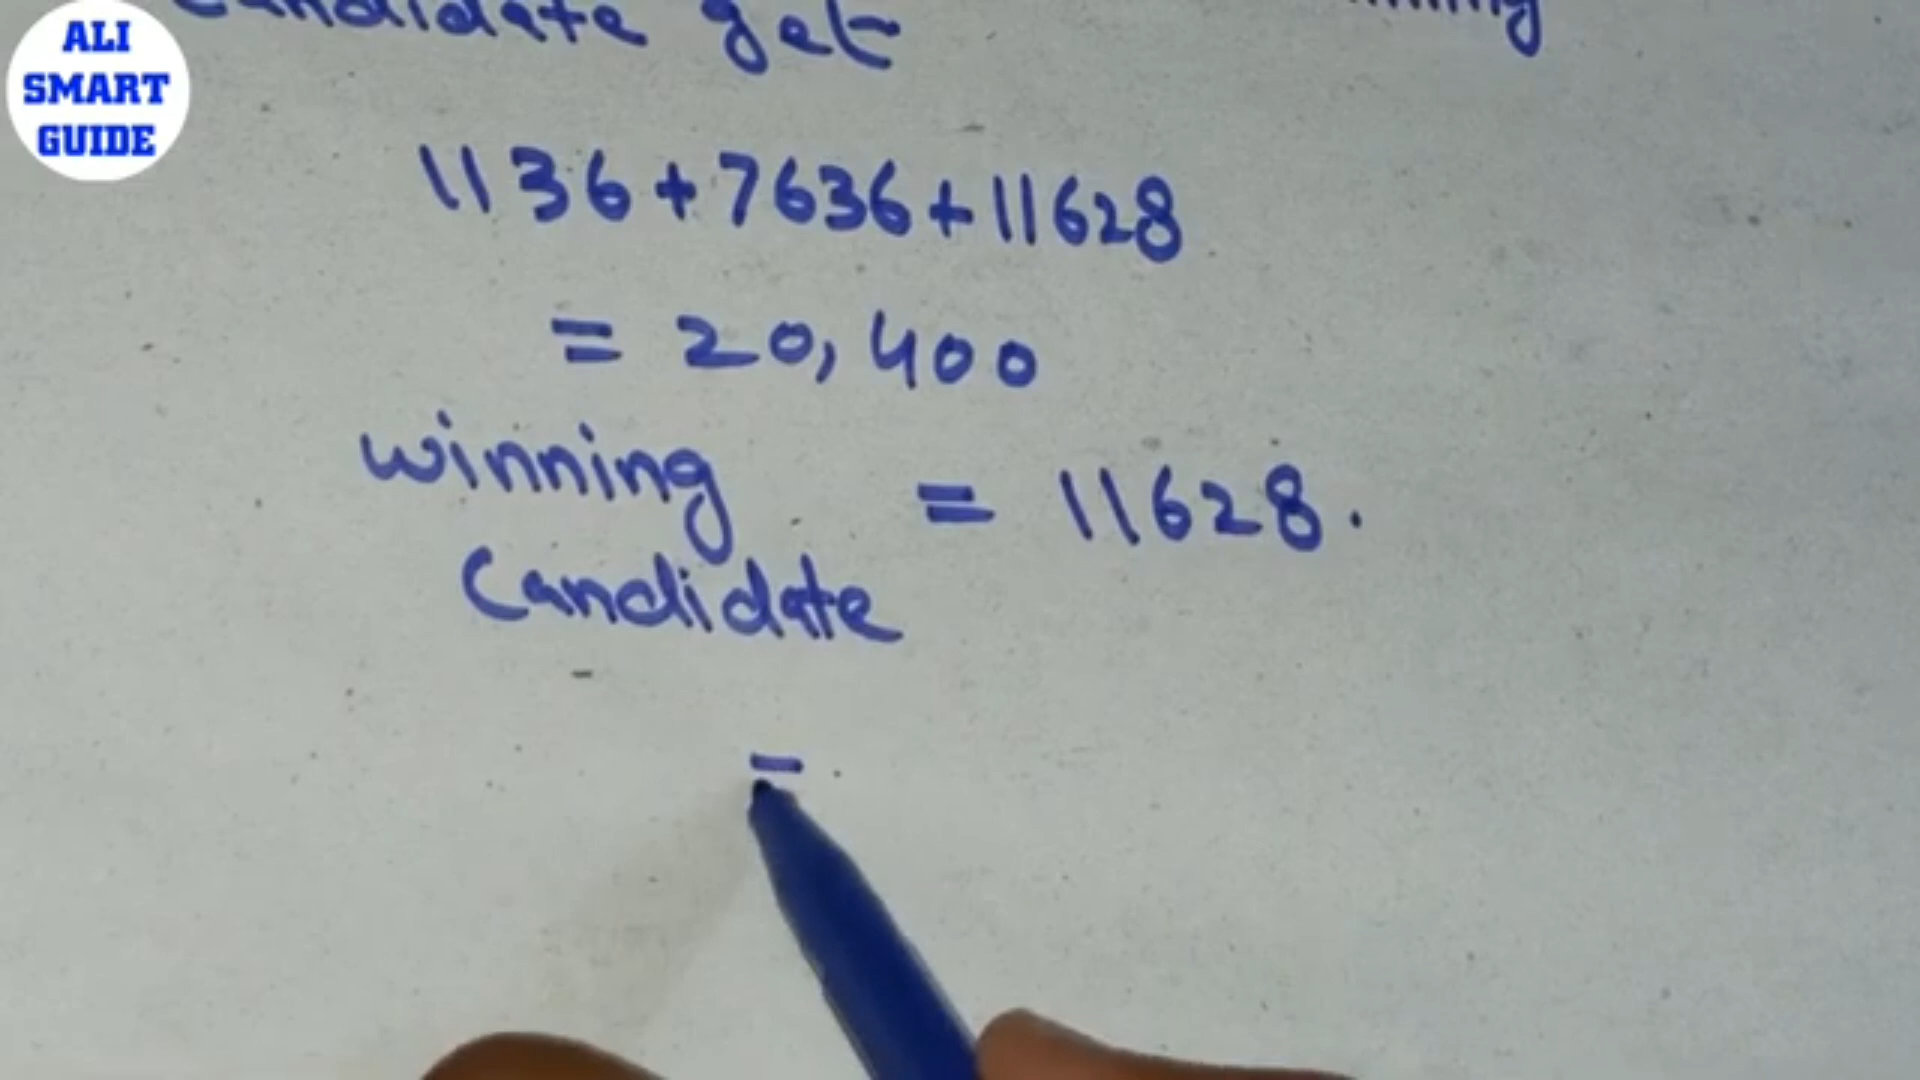 ALI
SMART
GUIDE
Candidate get
1136+7636+11628
= 20,400
winning = 11628.
Candidate
=